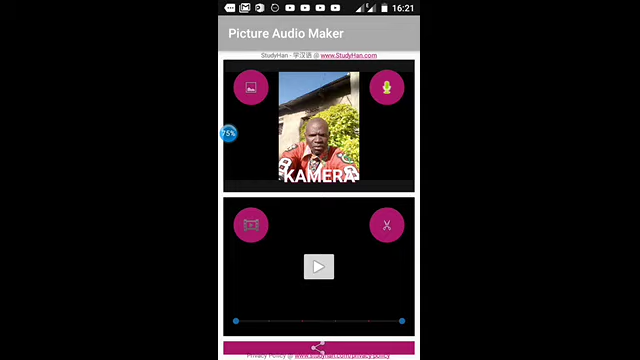 16:21
Picture Audio Maker
StudyHan - 学汉语 @ www.StudyHan.com
KAMERA
75%
Privacy Policy @ www.studyhan.com/privacy-policy